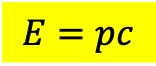 E = pc